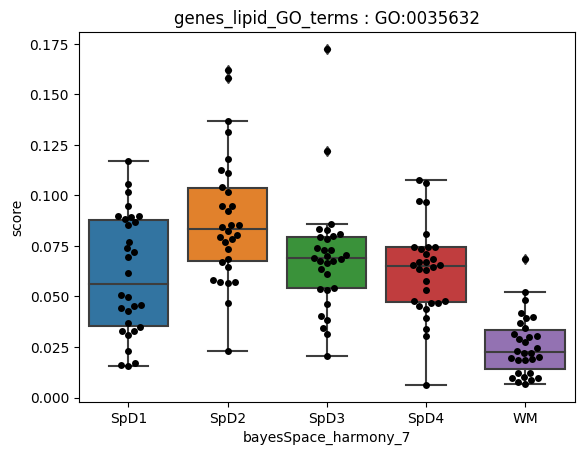 genes_lipid_GO_terms : GO:0035632
score
0.175
0.150
0.125
0.100
0.075
0.050
0.025
0.000
SpD1 SpD2 SpD3 SpD4 WM
bayesSpace_harmony_7